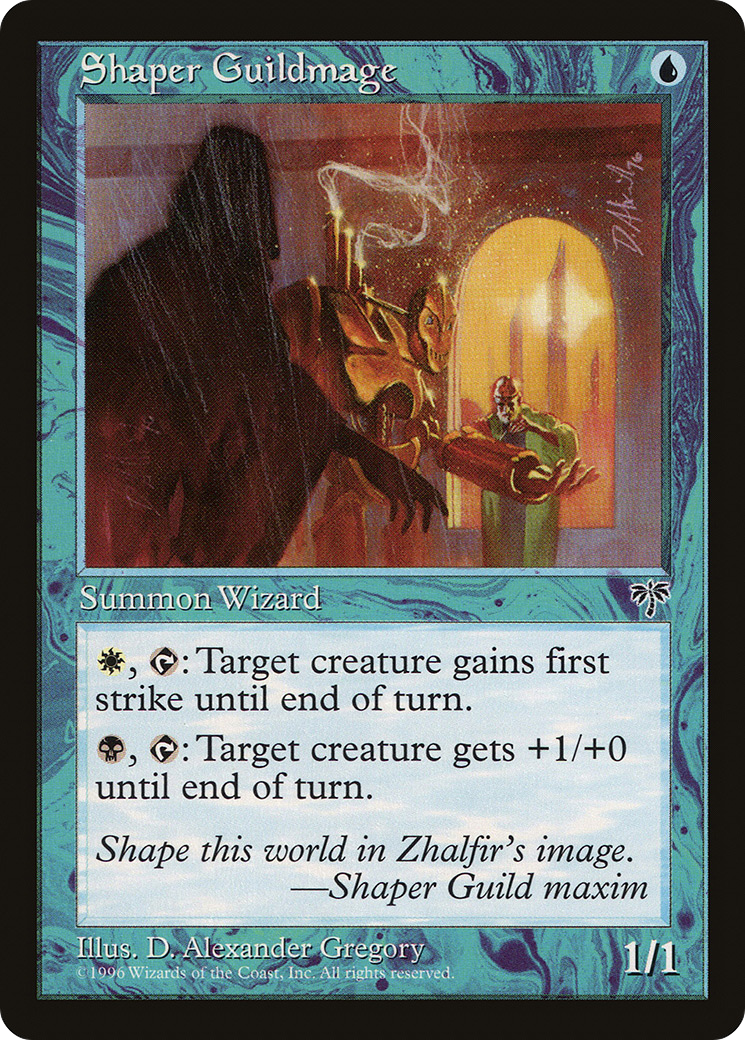 Shaper Guildmage
Summon Wizard
, : Target creature gains first
strike until end of turn.
, : Target creature gets +1/+0
until end of turn.
Shape this world in Zhalfir's image.
—Shaper Guild maxim
Illus. D. Alexander Gregory
©1996 Wizards of the Coast, Inc. All rights reserved.
1/1